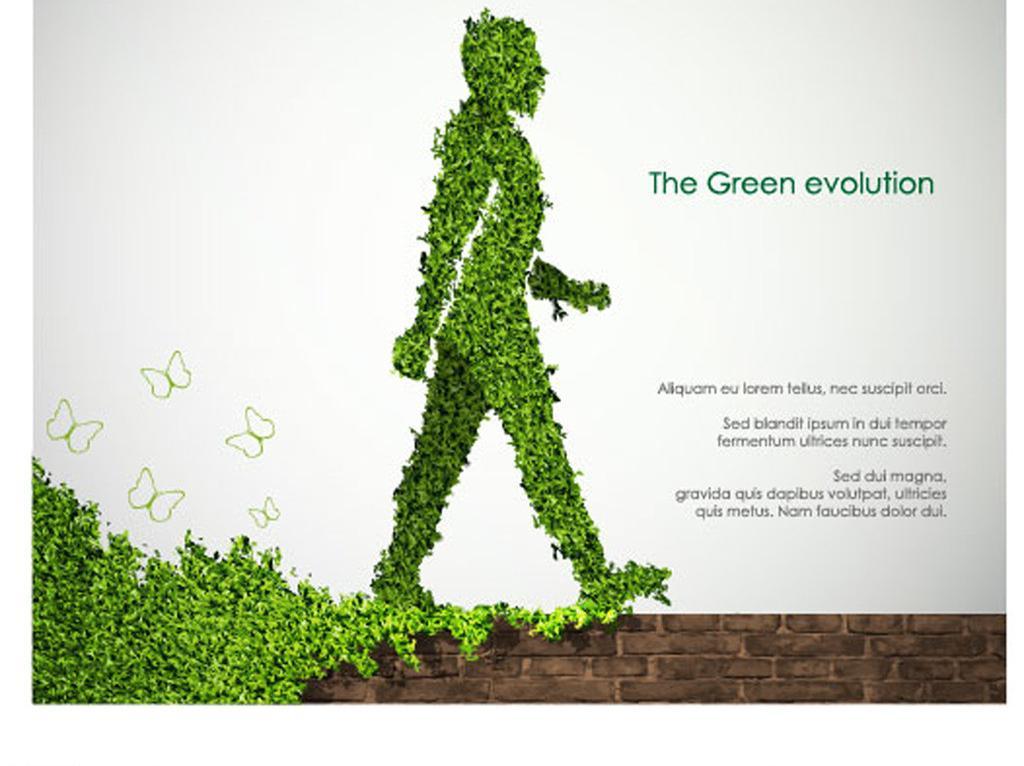 The Green evolution
Aliquam eu lorem tellus, nec suscipit orci.
Sed blandit ipsum in dui tempor
fermentum ultrices nunc suscipit.
Sed dui magna,
gravida quis dapibus volutpat, ultricies
quis metus. Nam faucibus dolor dui.